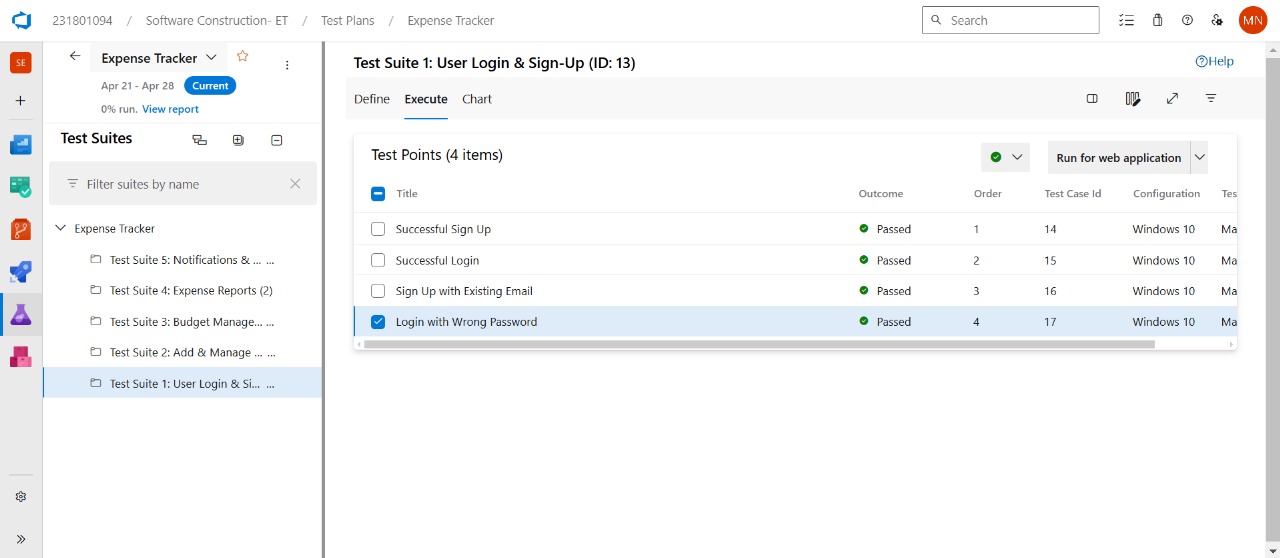 231801094 / Software Construction- ET / Test Plans / Expense Tracker
Search
MN
SE
Expense Tracker
Apr 21 - Apr 28 Current
0% run. View report
Test Suites
Filter suites by name
Expense Tracker
Test Suite 5: Notifications & ... ...
Test Suite 4: Expense Reports (2)
Test Suite 3: Budget Manage... ...
Test Suite 2: Add & Manage ... ...
Test Suite 1: User Login & Si... ...
Test Suite 1: User Login & Sign-Up (ID: 13)
Help
Define Execute Chart
Test Points (4 items)
Run for web application
Title Outcome Order Test Case Id Configuration Tes
Successful Sign Up Passed 1 14 Windows 10 Ma
Successful Login Passed 2 15 Windows 10 Ma
Sign Up with Existing Email Passed 3 16 Windows 10 Ma
Login with Wrong Password Passed 4 17 Windows 10 Ma